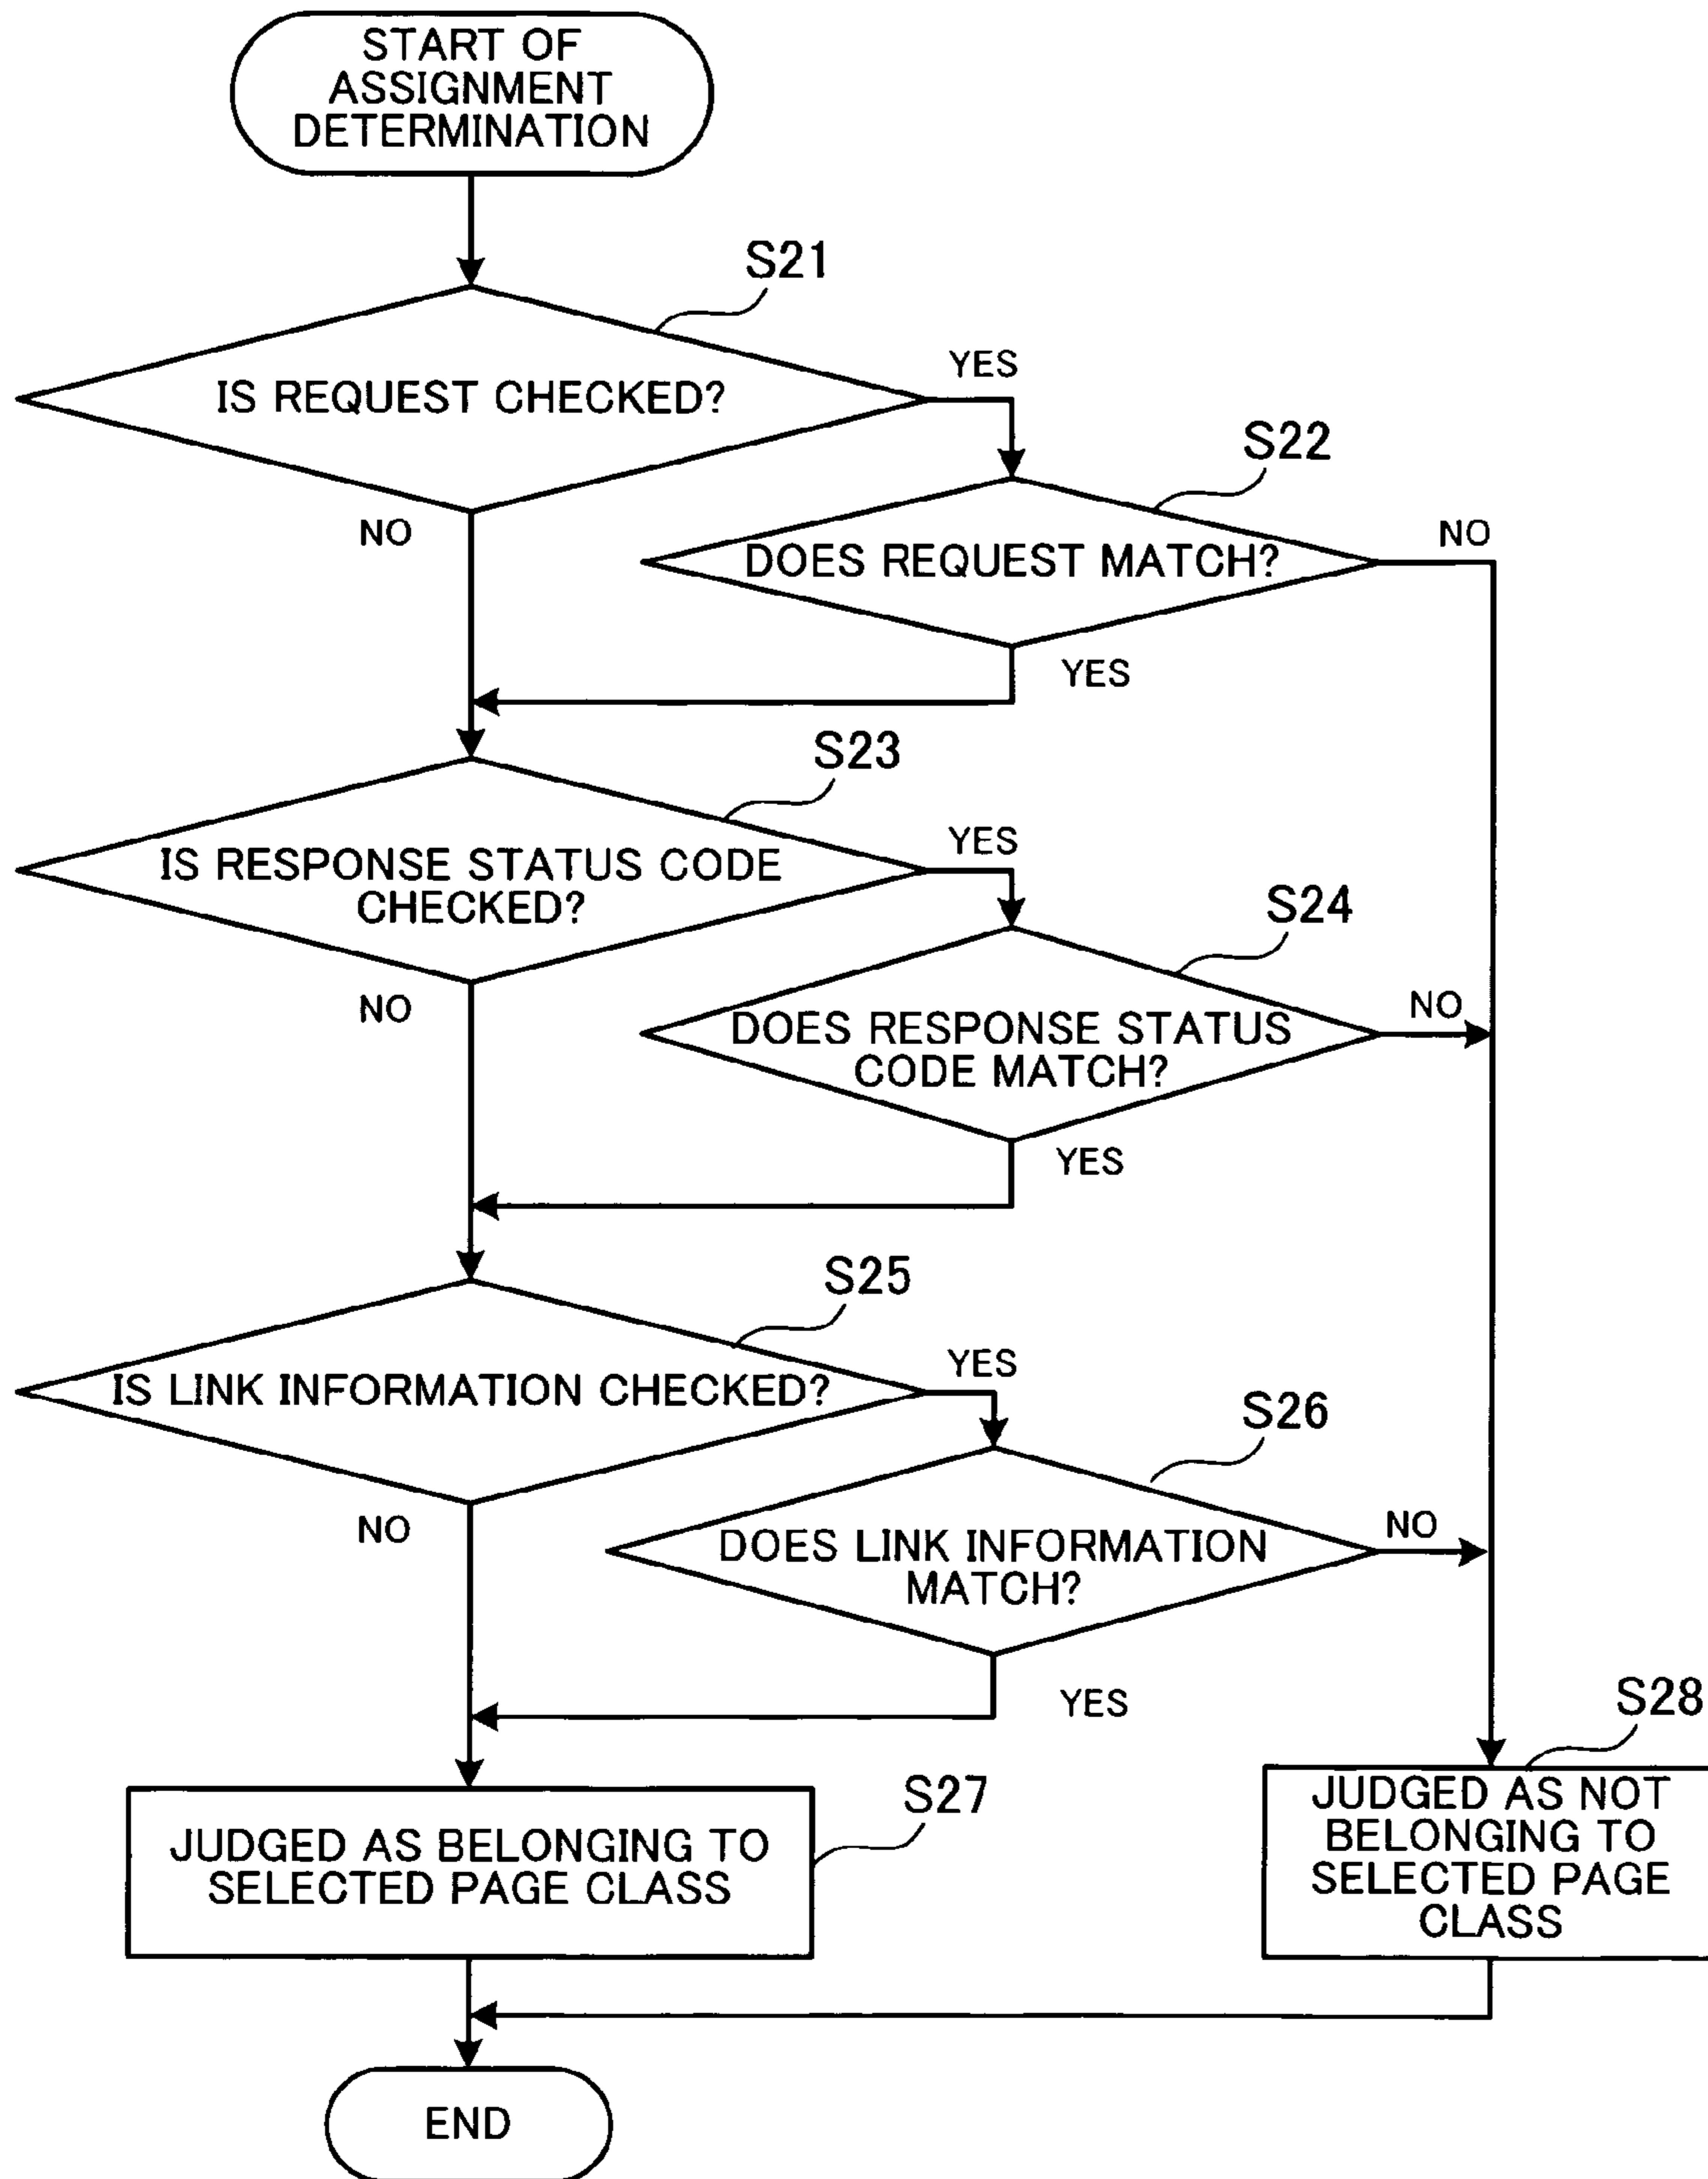 START OF
ASSIGNMENT
DETERMINATION
S21
IS REQUEST CHECKED?
YES
NO
S22
DOES REQUEST MATCH?
NO
YES
S23
IS RESPONSE STATUS CODE
CHECKED?
YES
NO
S24
DOES RESPONSE STATUS
CODE MATCH?
NO
YES
S25
IS LINK INFORMATION CHECKED?
YES
NO
S26
DOES LINK INFORMATION
MATCH?
NO
YES
S27
JUDGED AS BELONGING TO
SELECTED PAGE CLASS
S28
JUDGED AS NOT
BELONGING TO
SELECTED PAGE
CLASS
END